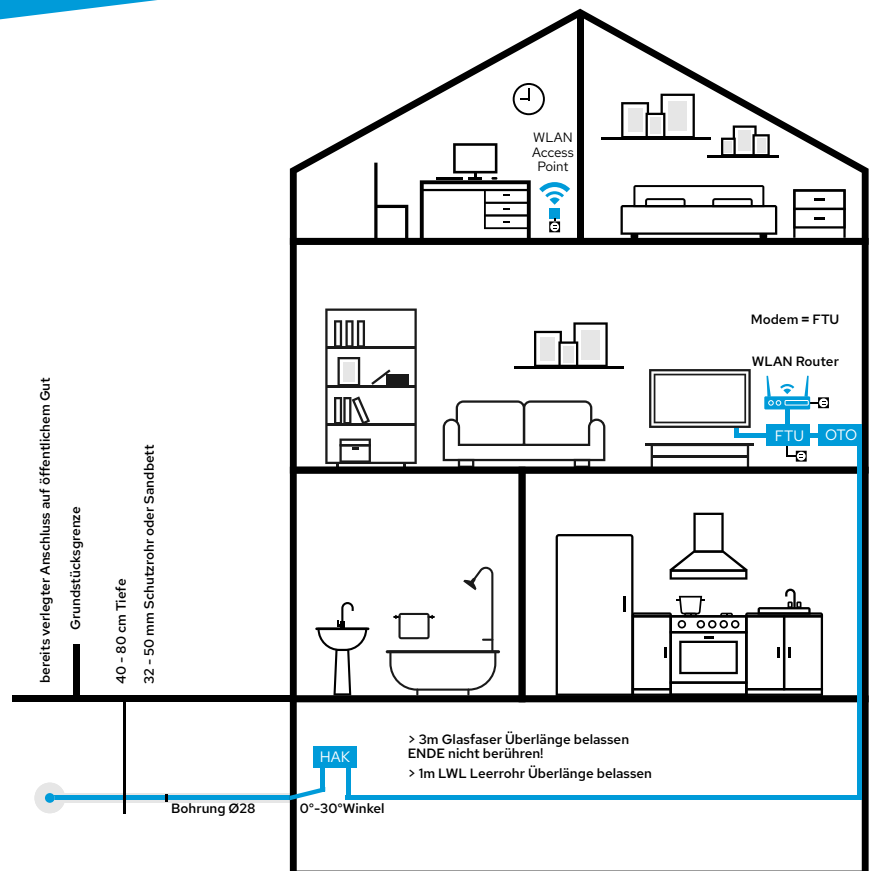 WLAN
Access
Point
Modem = FTU
WLAN Router
FTU
OTO
bereits verlegter Anschluss auf öffentlichem Gut
Grundstücksgrenze
40 - 80 cm Tiefe
32 - 50 mm Schutzrohr oder Sandbett
HAK
> 3m Glasfaser Überlänge belassen
ENDE nicht berühren!
> 1m LWL Leerrohr Überlänge belassen
Bohrung Ø28
0°-30°Winkel